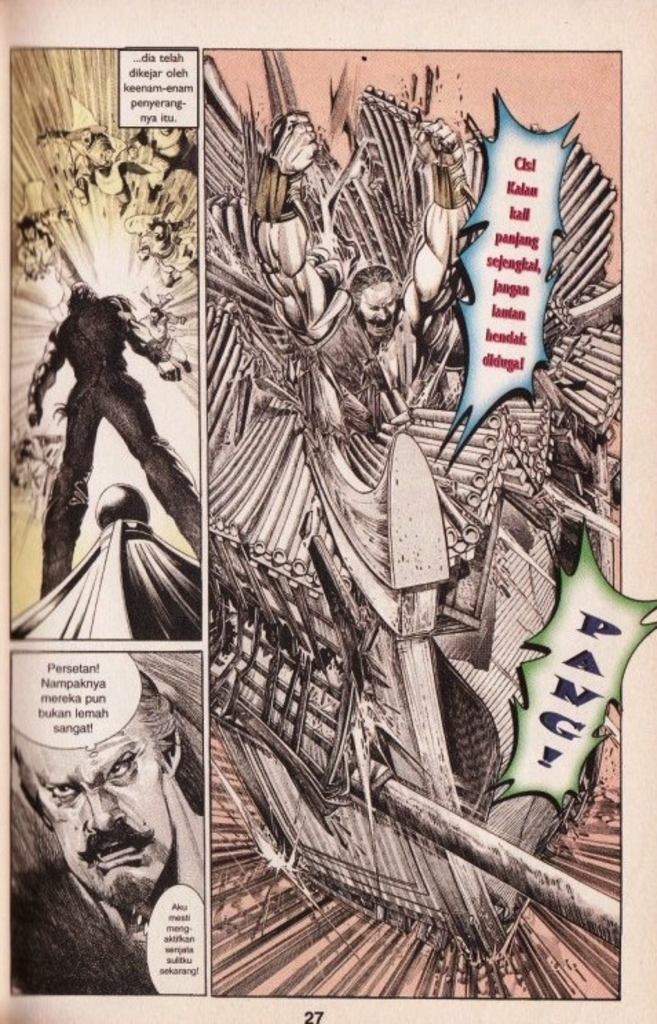 ...dia telah
dikejar oleh
keenam-enam
penyerang-
nya itu.
Cis!
Kalau
kail
panjang
sejengkal,
jangan
lautan
hendak
diduga!
PANG!
Persetan!
Nampaknya
mereka pun
bukan lemah
sangat!
Aku
mesti
meng-
aktifkan
senjata
sulitku
sekarang!
27